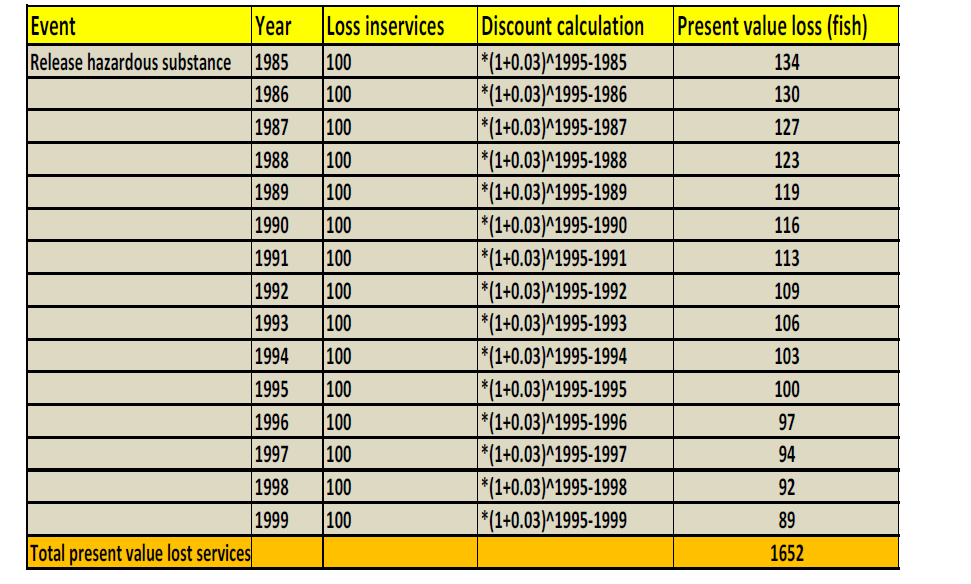 Event Year Loss inservices Discount calculation Present value loss (fish)
Release hazardous substance 1985 100 *(1+0.03)^1995-1985 134
1986 100 *(1+0.03)^1995-1986 130
1987 100 *(1+0.03)^1995-1987 127
1988 100 *(1+0.03)^1995-1988 123
1989 100 *(1+0.03)^1995-1989 119
1990 100 *(1+0.03)^1995-1990 116
1991 100 *(1+0.03)^1995-1991 113
1992 100 *(1+0.03)^1995-1992 109
1993 100 *(1+0.03)^1995-1993 106
1994 100 *(1+0.03)^1995-1994 103
1995 100 *(1+0.03)^1995-1995 100
1996 100 *(1+0.03)^1995-1996 97
1997 100 *(1+0.03)^1995-1997 94
1998 100 *(1+0.03)^1995-1998 92
1999 100 *(1+0.03)^1995-1999 89
Total present value lost services 1652